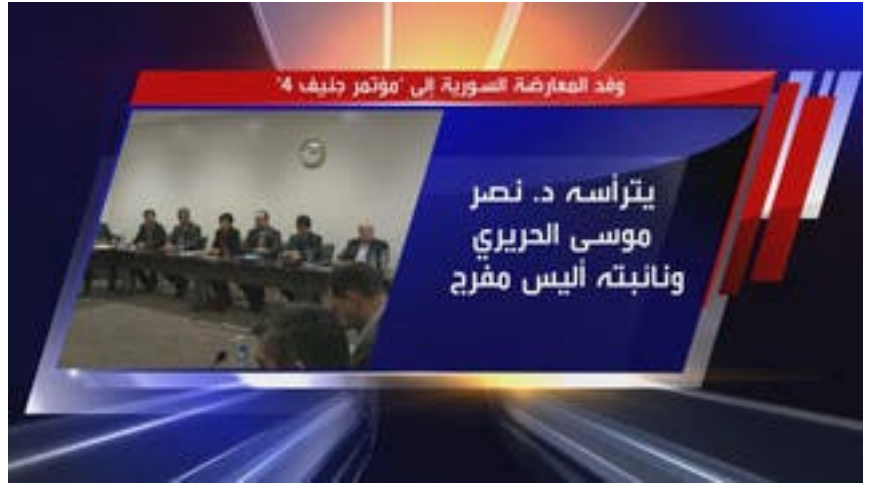 وفد المعارضة السورية إلى "مؤتمر جنيف 4"
يترأسه د. نصر
موسى الحريري
ونائبته أليس مفرج